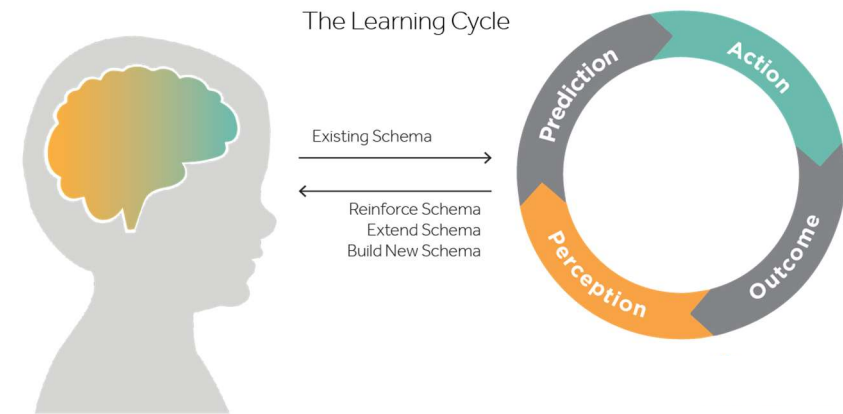 The Learning Cycle
Existing Schema
Reinforce Schema
Extend Schema
Build New Schema
Prediction
Action
Outcome
Perception